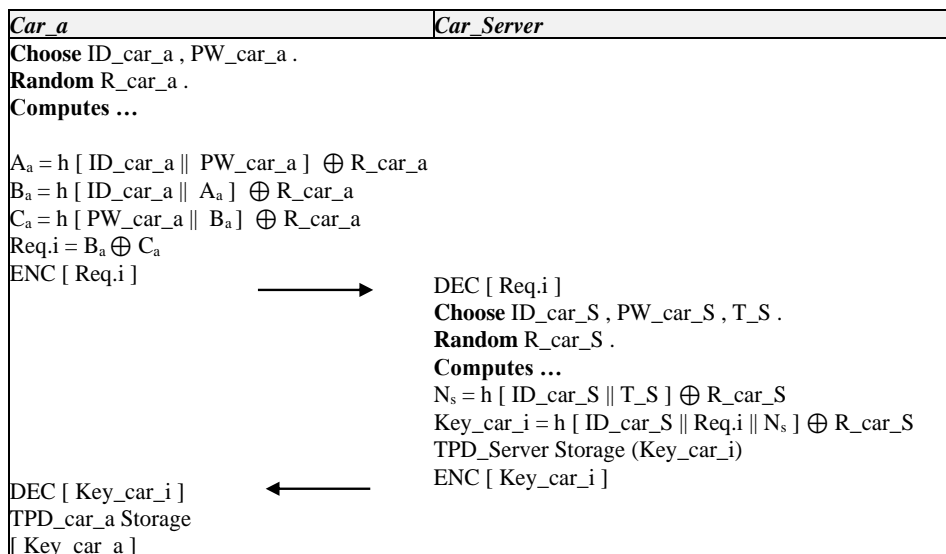 Car_a Car_Server
Choose ID_car_a , PW_car_a .
Random R_car_a .
Computes …
Aₐ = h [ ID_car_a || PW_car_a ] ⊕ R_car_a
Bₐ = h [ ID_car_a || Aₐ ] ⊕ R_car_a
Cₐ = h [ PW_car_a || Bₐ ] ⊕ R_car_a
Req.i = Bₐ ⊕ Cₐ
ENC [ Req.i ]
DEC [ Req.i ]
Choose ID_car_S , PW_car_S , T_S .
Random R_car_S .
Computes …
Nₛ = h [ ID_car_S || T_S ] ⊕ R_car_S
Key_car_i = h [ ID_car_S || Req.i || Nₛ ] ⊕ R_car_S
TPD_Server Storage (Key_car_i)
ENC [ Key_car_i ]
DEC [ Key_car_i ]
TPD_car_a Storage
[ Key_car_a ]